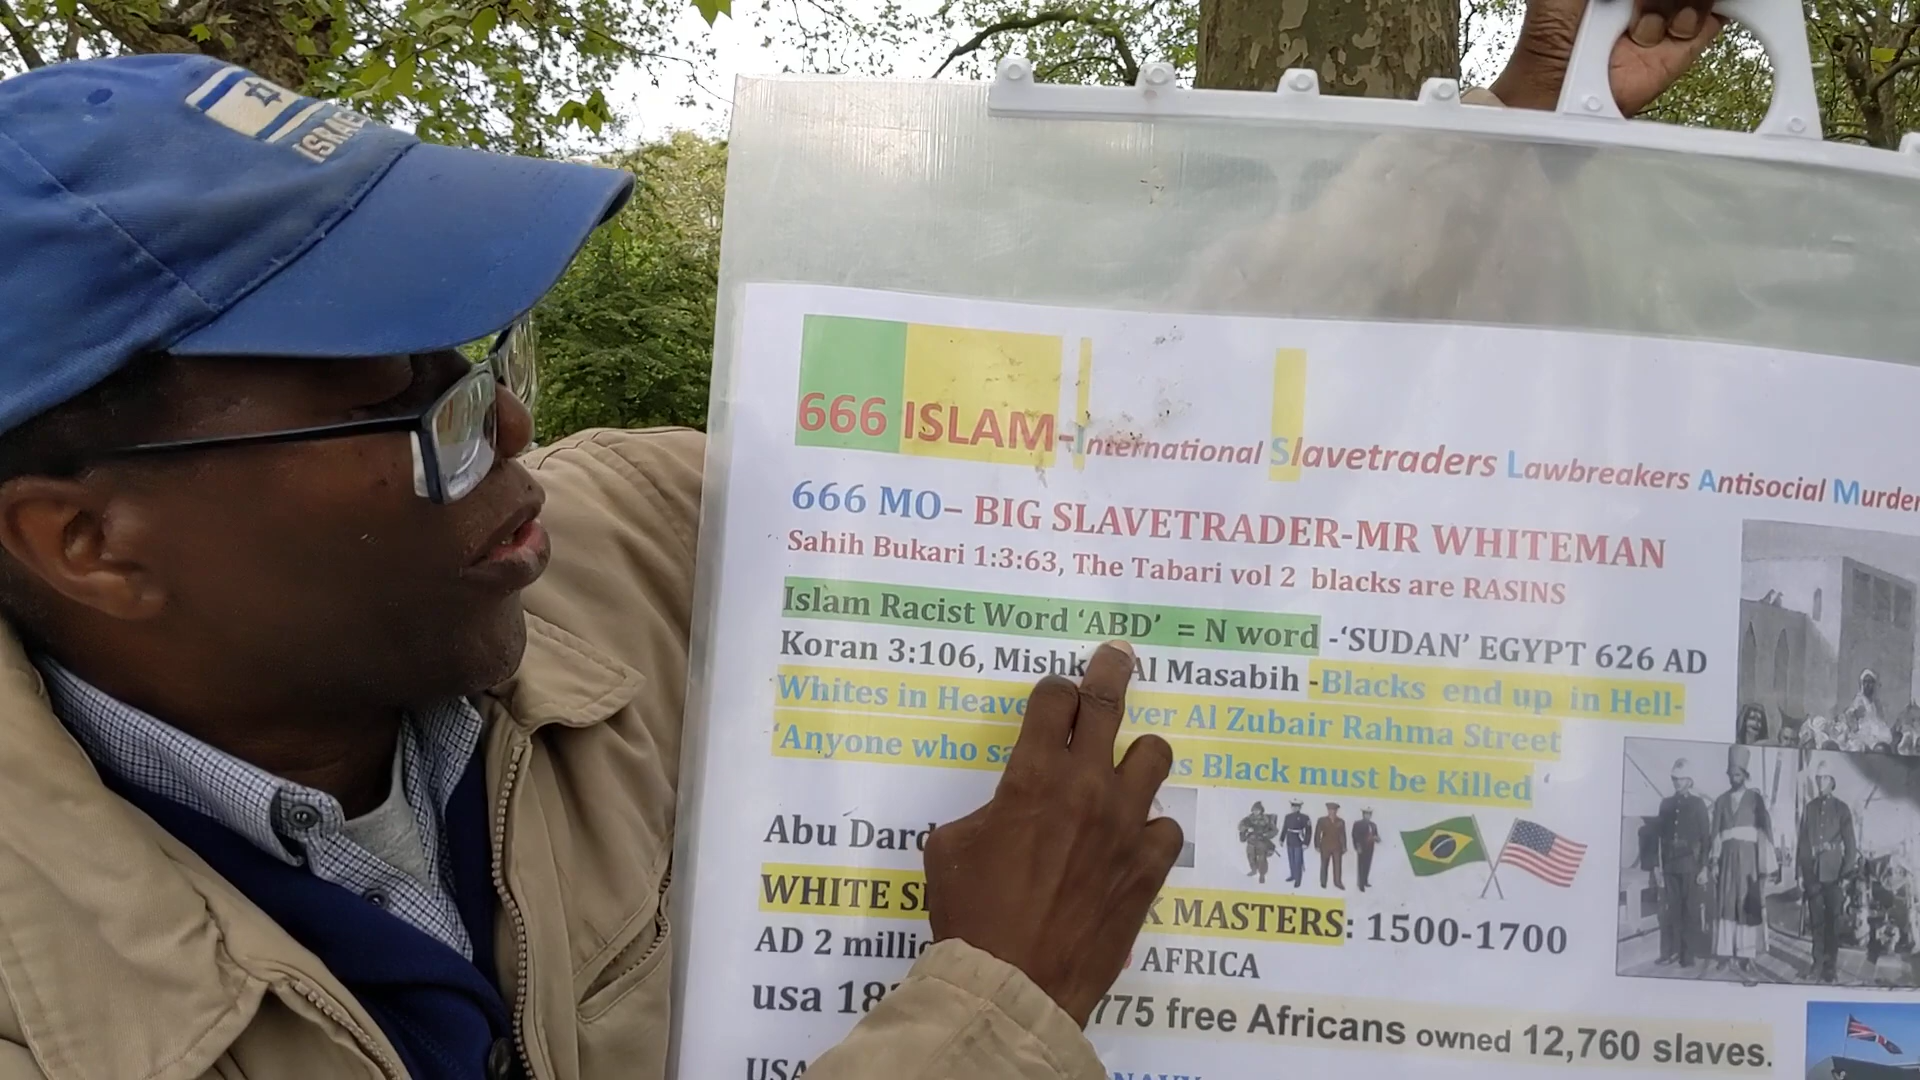 ISRAEL
666 ISLAM-International Slavetraders Lawbreakers Antisocial Murder
666 MO– BIG SLAVETRADER-MR WHITEMAN
Sahih Bukari 1:3:63, The Tabari vol 2 blacks are RASINS
Islam Racist Word ‘ABD’ = N word -‘SUDAN’ EGYPT 626 AD
Koran 3:106, Mishk Al Masabih -Blacks end up in Hell-
Whites in Heave ver Al Zubair Rahma Street
‘Anyone who sa s Black must be Killed ‘
Abu Dard
WHITE K MASTERS: 1500-1700
AD 2 millio AFRICA
usa 18 775 free Africans owned 12,760 slaves.
USA NAVY